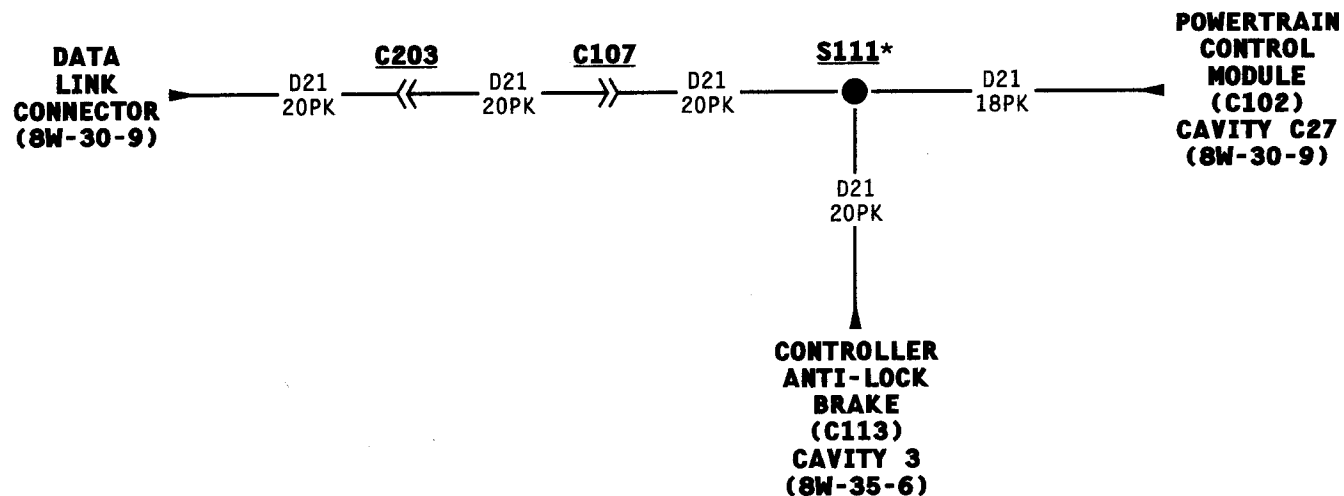 DATA
LINK
CONNECTOR
(8W-30-9)
D21
20PK
C203
D21
20PK
C107
D21
20PK
S111*
D21
18PK
POWERTRAIN
CONTROL
MODULE
(C102)
CAVITY C27
(8W-30-9)
D21
20PK
CONTROLLER
ANTI-LOCK
BRAKE
(C113)
CAVITY 3
(8W-35-6)